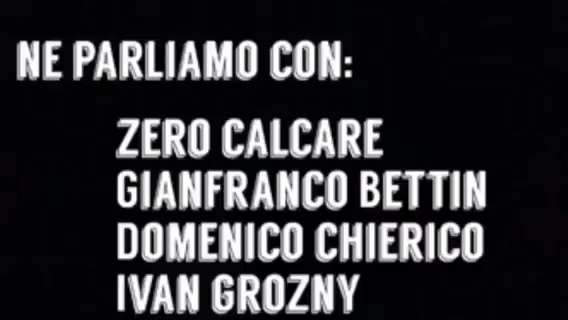 NE PARLIAMO CON:
ZERO CALCARE
GIANFRANCO BETTIN
DOMENICO CHIERICO
IVAN GROZNY